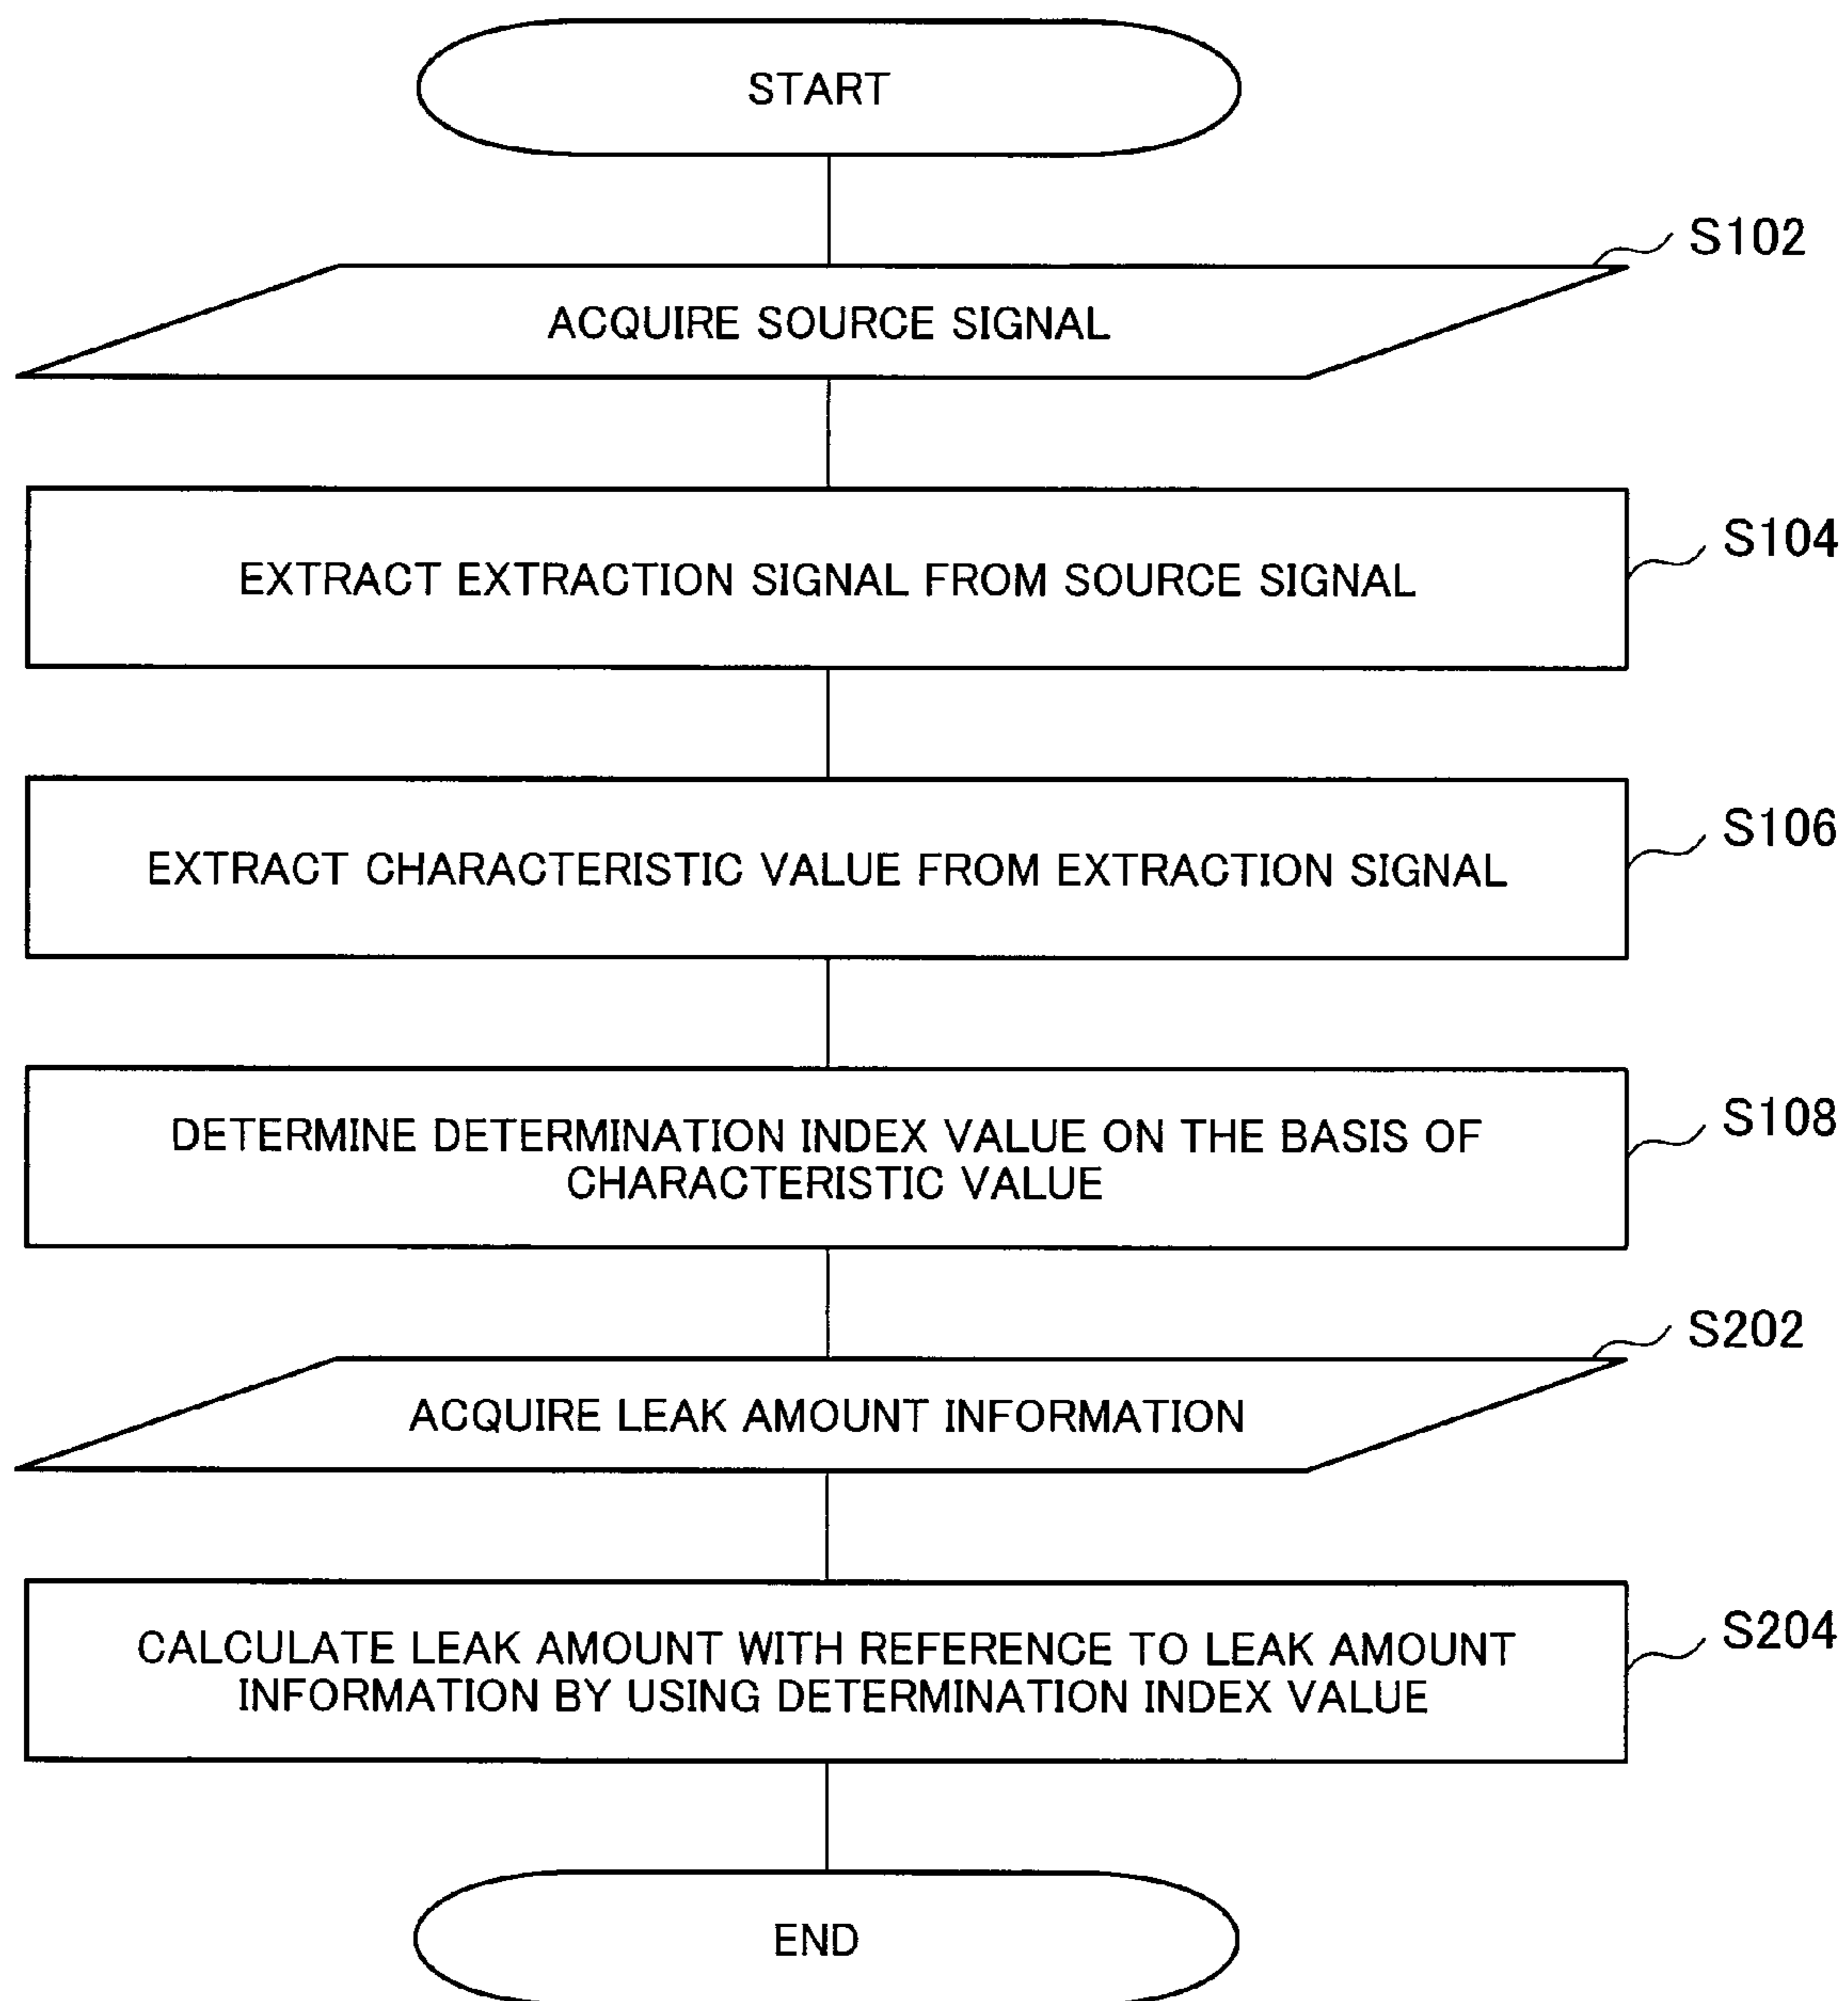 START
S102
ACQUIRE SOURCE SIGNAL
S104
EXTRACT EXTRACTION SIGNAL FROM SOURCE SIGNAL
S106
EXTRACT CHARACTERISTIC VALUE FROM EXTRACTION SIGNAL
S108
DETERMINE DETERMINATION INDEX VALUE ON THE BASIS OF
CHARACTERISTIC VALUE
S202
ACQUIRE LEAK AMOUNT INFORMATION
S204
CALCULATE LEAK AMOUNT WITH REFERENCE TO LEAK AMOUNT
INFORMATION BY USING DETERMINATION INDEX VALUE
END